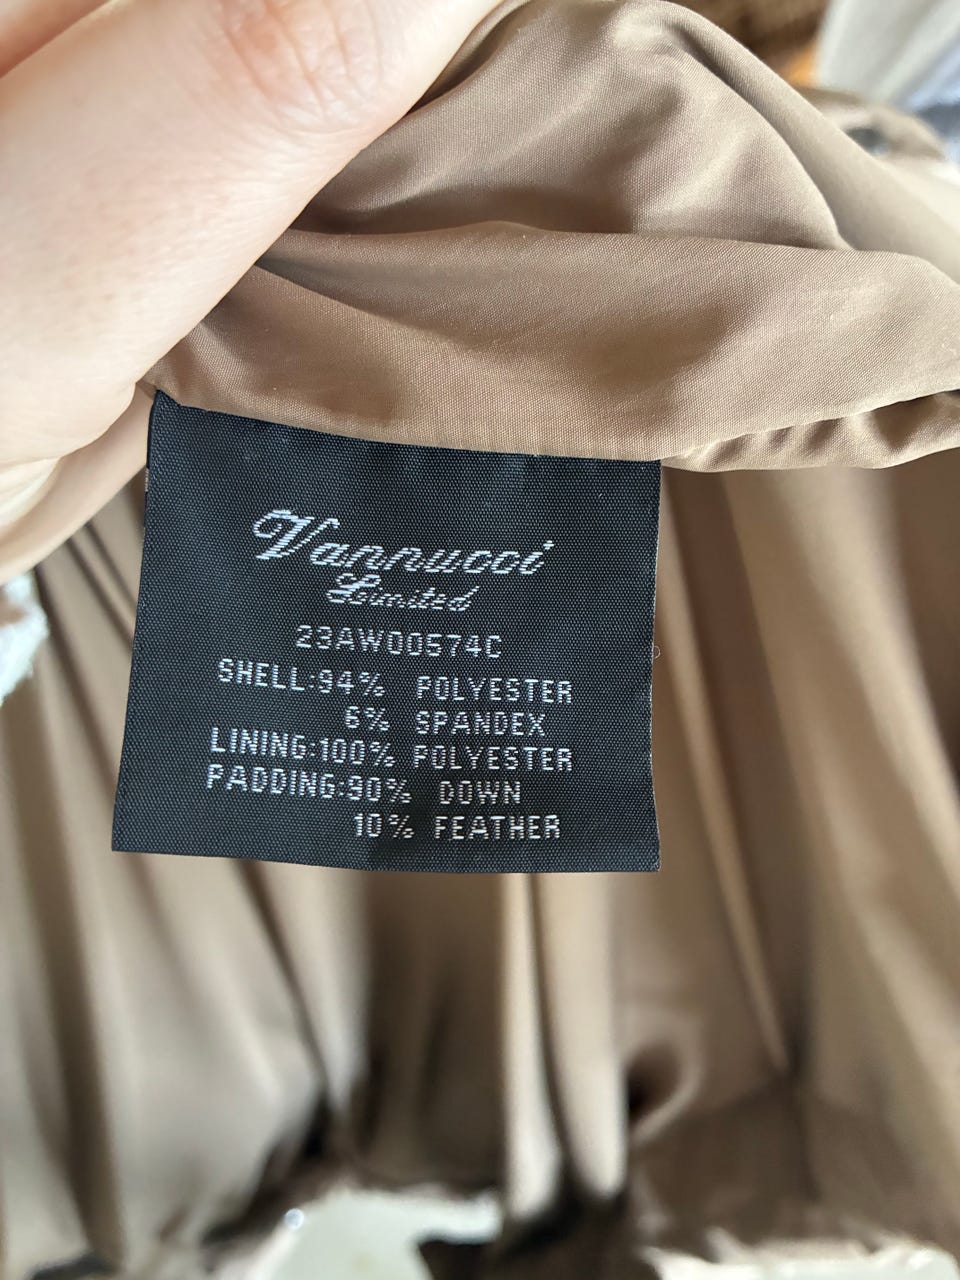 Vannucci
Limited
23AW00574C
SHELL:94% POLYESTER
6% SPANDEX
LINING:100% POLYESTER
PADDING:90% DOWN
10% FEATHER